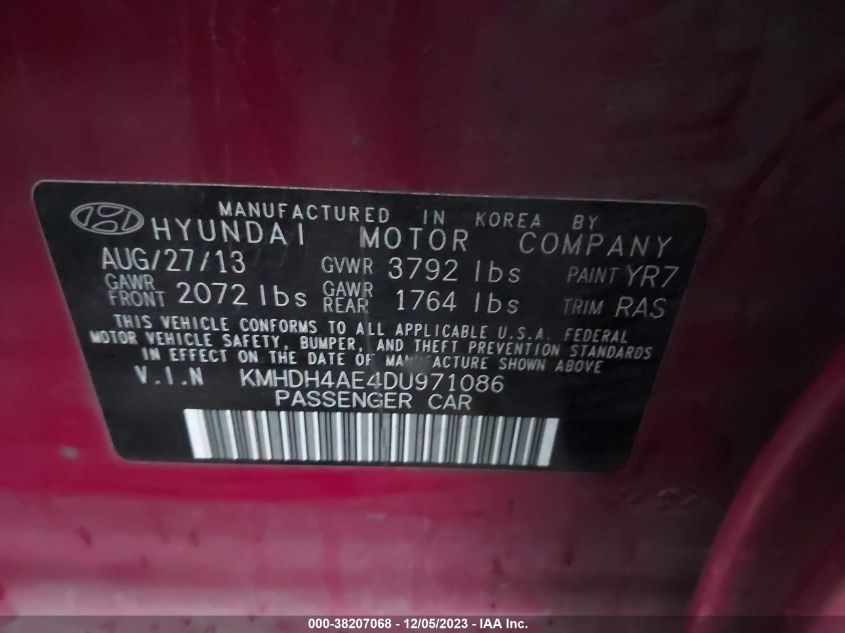 MANUFACTURED IN KOREA BY
HYUNDAI MOTOR COMPANY
AUG/27/13 GVWR 3792 lbs PAINT YR7
GAWR FRONT 2072 lbs GAWR REAR 1764 lbs TRIM RAS
THIS VEHICLE CONFORMS TO ALL APPLICABLE U.S.A. FEDERAL
MOTOR VEHICLE SAFETY, BUMPER, AND THEFT PREVENTION STANDARDS
IN EFFECT ON THE DATE OF MANUFACTURE SHOWN ABOVE
V.I.N KMHDH4AE4DU971086
PASSENGER CAR
000-38207068 - 12/05/2023 - IAA Inc.